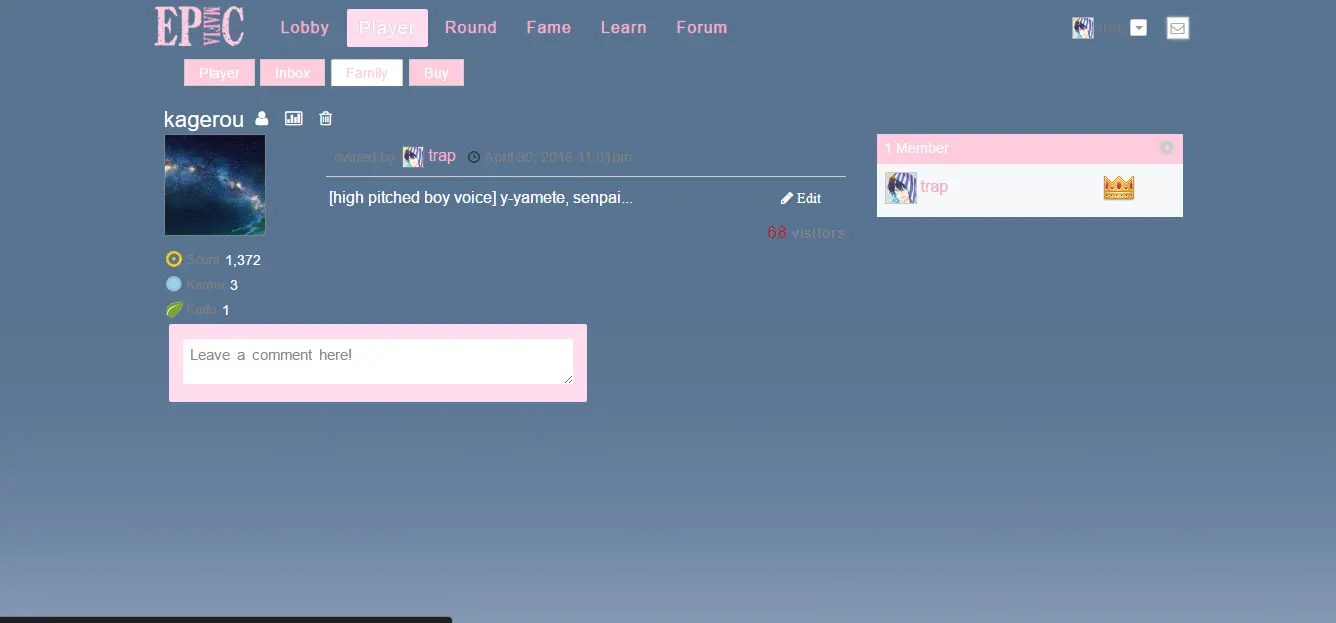 EPIC MAFIA Lobby Player Round Fame Learn Forum trap
Player Inbox Family Buy
kagerou
owned by trap April 30, 2016 11:01pm
1 Member
trap
[high pitched boy voice] y-yamete, senpai... Edit
68 visitors
Score 1,372
Karma 3
Kudo 1
Leave a comment here!